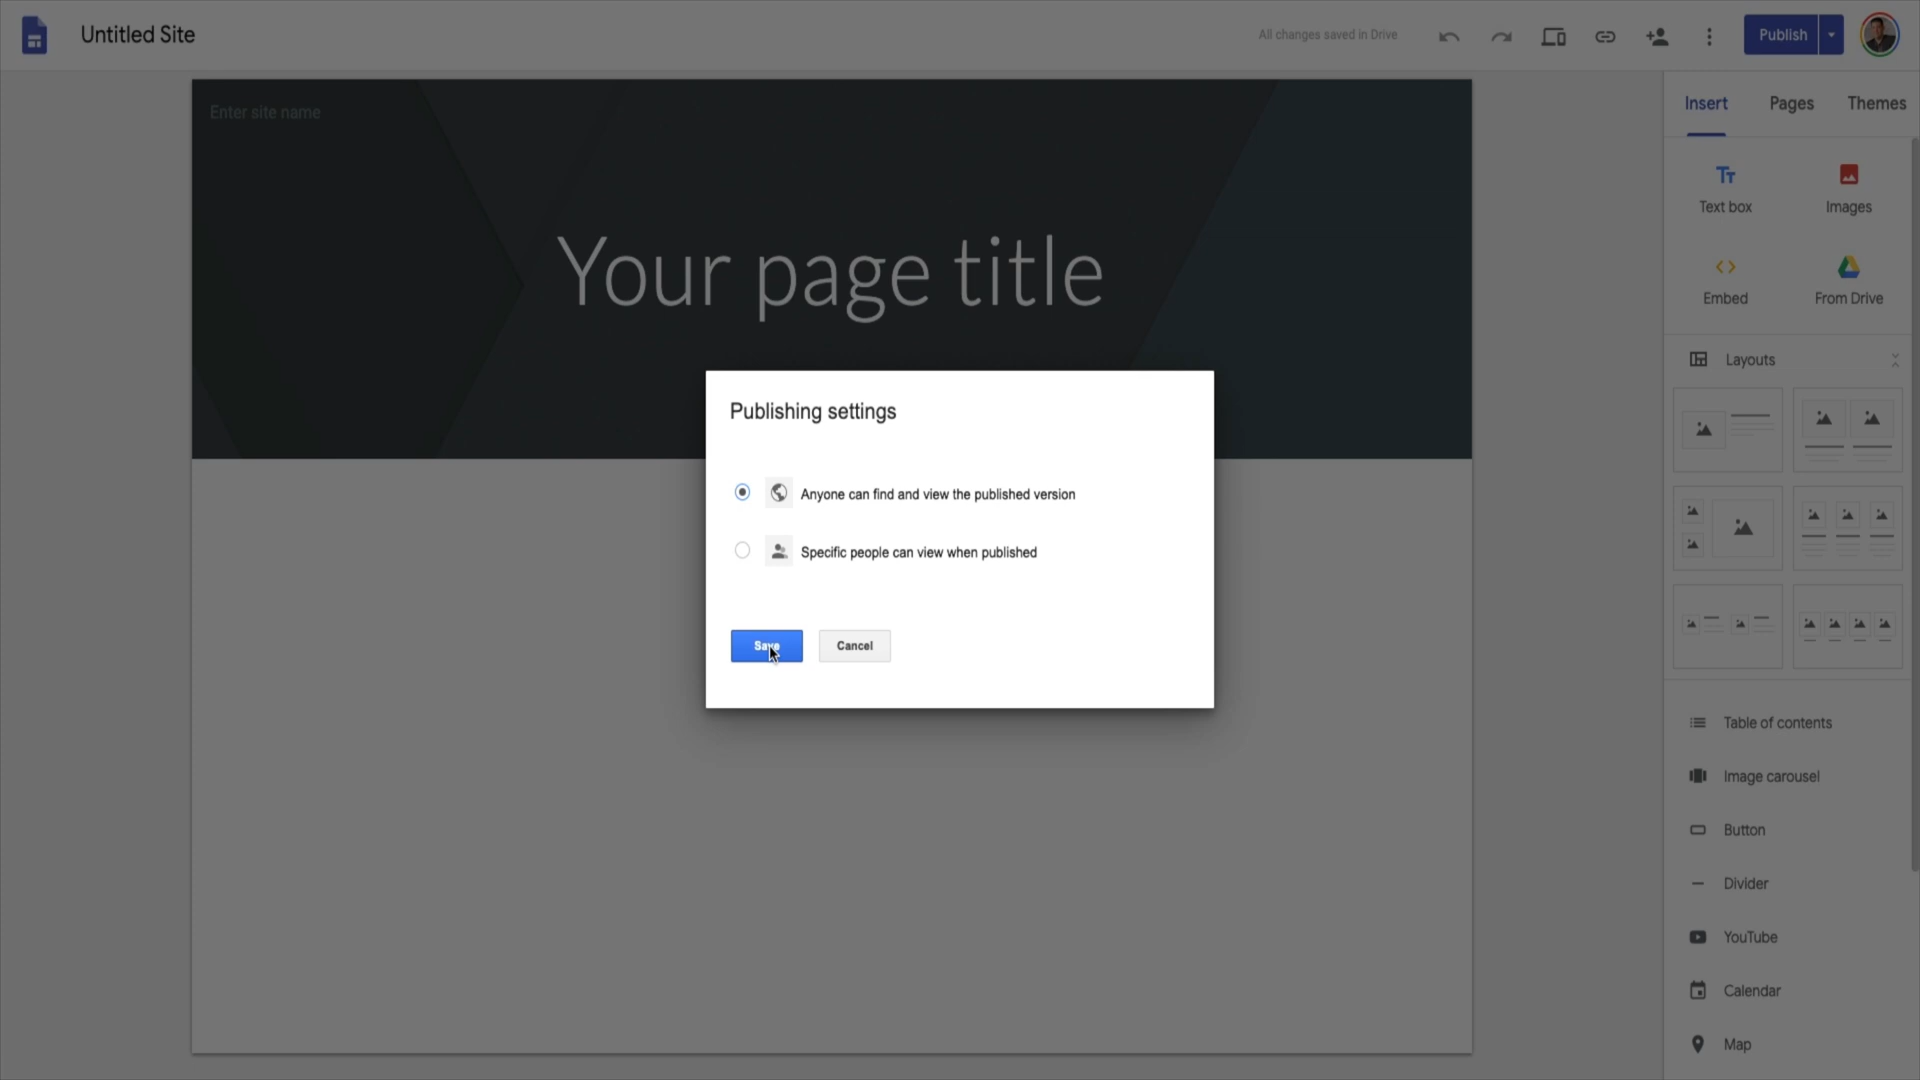 Untitled Site
All changes saved in Drive
Publish
Enter site name
Your page title
Insert
Pages
Themes
Text box
Images
Embed
From Drive
Layouts
Publishing settings
Anyone can find and view the published version
Specific people can view when published
Save
Cancel
Table of contents
Image carousel
Button
Divider
YouTube
Calendar
Map